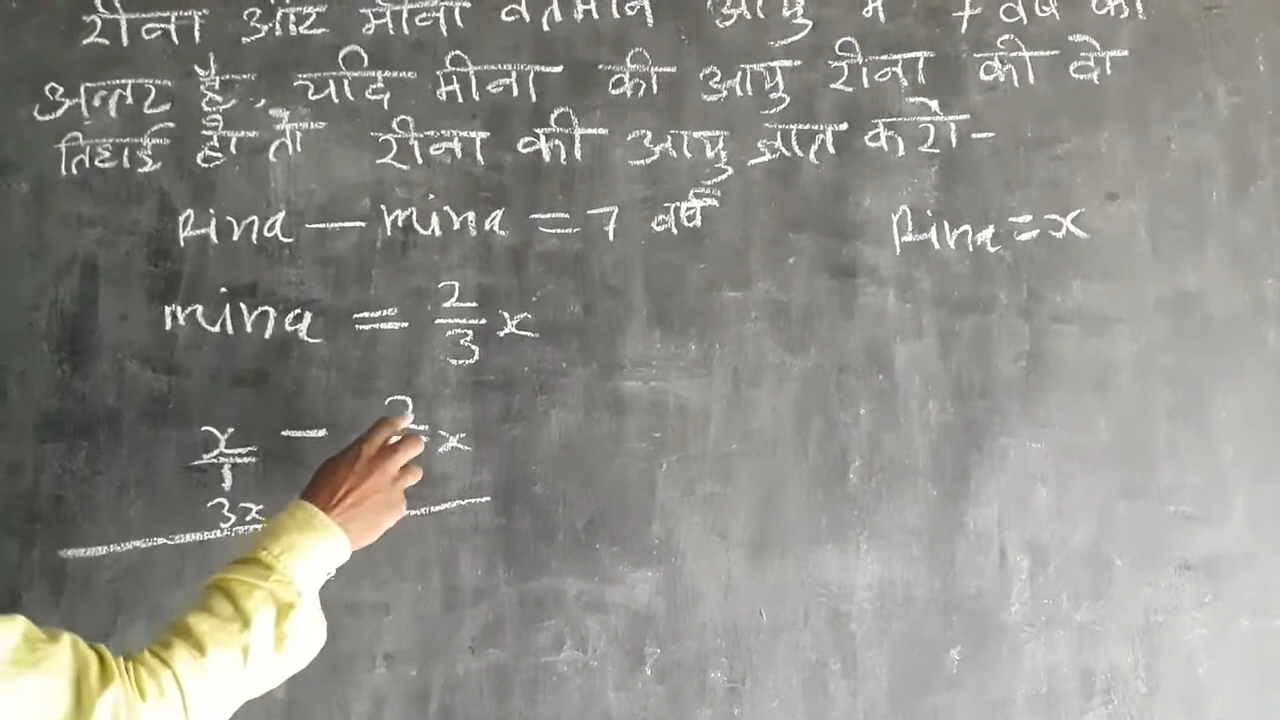 रीना और मीना वर्तमान आयु में 7 वर्ष का
अन्तर है, यदि मीना की आयु रीना की दो
तिहाई हो तो रीना की आयु ज्ञात करो-
Rina — mina = 7 वर्ष Rina = x
mina = 2/3 x
x/1 - 2 x
3x